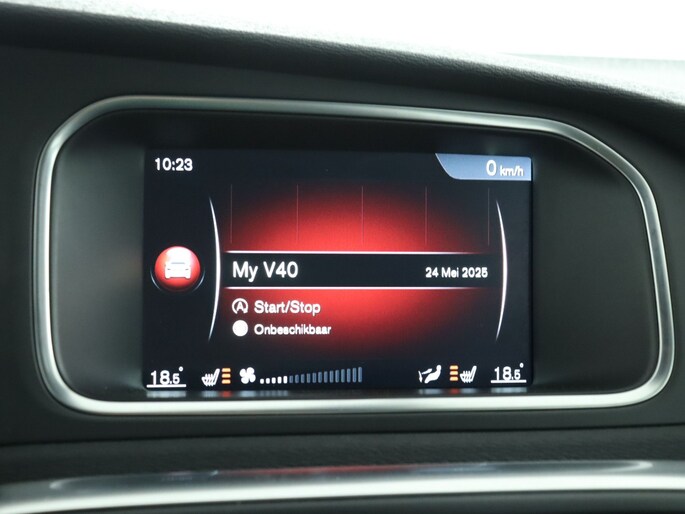 10:23
0 km/h
My V40
24 Mei 2025
Start/Stop
Onbeschikbaar
18.5° 18.5°